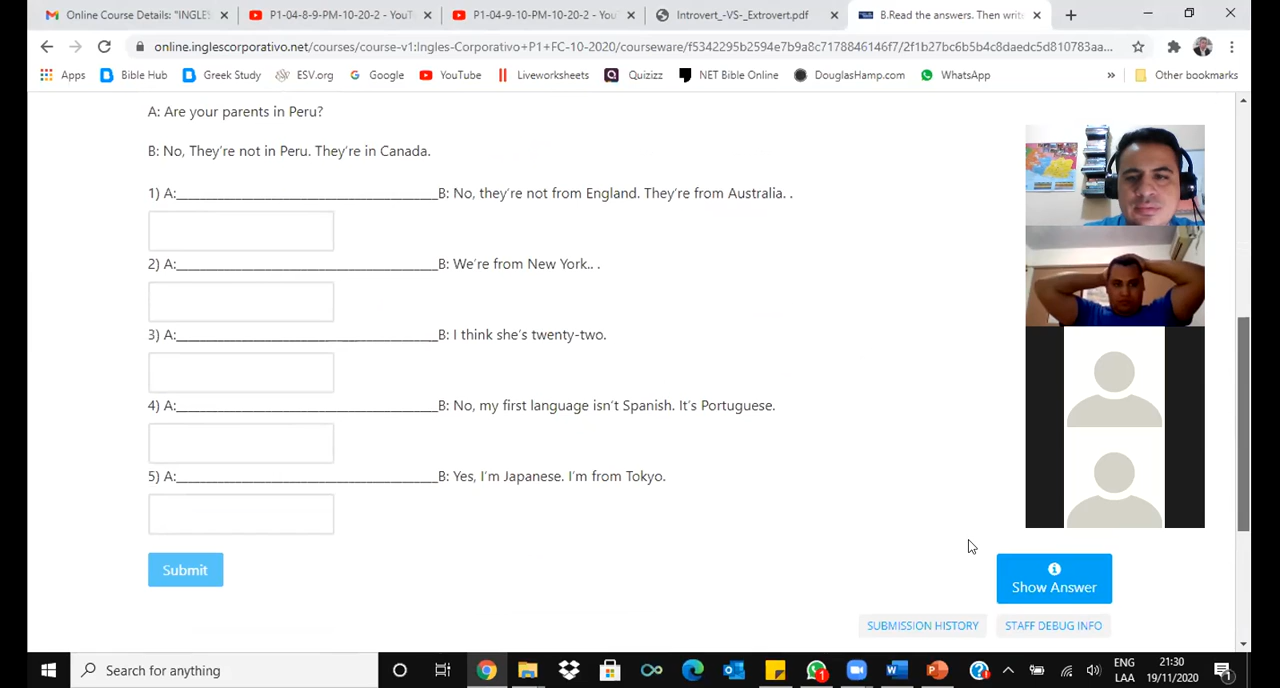 Online Course Details: "INGLES
P1-04-8-9-PM-10-20-2 - YouT
P1-04-9-10-PM-10-20-2 - YouT
Introvert_-VS-_Extrovert.pdf
B.Read the answers. Then write
online.inglescorporativo.net/courses/course-v1:Ingles-Corporativo+P1+FC-10-2020/courseware/f5342295b2594e7b9a8c7178846146f7/2f1b27bc6b5b4c8daedc5d810783aa...
Apps Bible Hub Greek Study ESV.org Google YouTube Liveworksheets Quizizz NET Bible Online DouglasHamp.com WhatsApp » Other bookmarks
A: Are your parents in Peru?
B: No, They're not in Peru. They're in Canada.
1) A:________________________________B: No, they're not from England. They're from Australia. .
2) A:________________________________B: We're from New York.. .
3) A:________________________________B: I think she's twenty-two.
4) A:________________________________B: No, my first language isn't Spanish. It's Portuguese.
5) A:________________________________B: Yes, I'm Japanese. I'm from Tokyo.
Submit
Show Answer
SUBMISSION HISTORY STAFF DEBUG INFO
Search for anything
ENG
LAA
21:30
19/11/2020